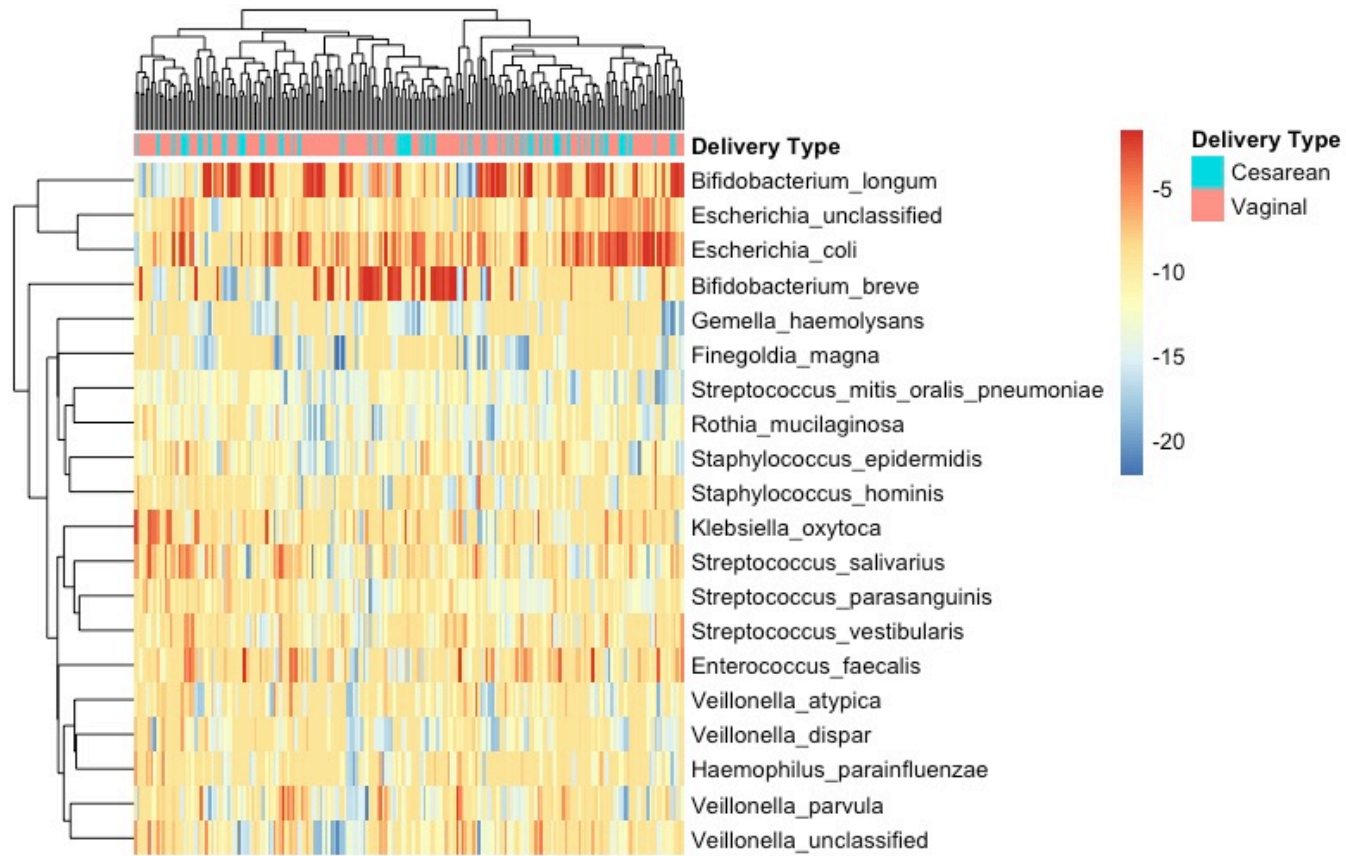 Delivery Type
Bifidobacterium_longum
Escherichia_unclassified
Escherichia_coli
Bifidobacterium_breve
Gemella_haemolysans
Finegoldia_magna
Streptococcus_mitis_oralis_pneumoniae
Rothia_mucilaginosa
Staphylococcus_epidermidis
Staphylococcus_hominis
Klebsiella_oxytoca
Streptococcus_salivarius
Streptococcus_parasanguinis
Streptococcus_vestibularis
Enterococcus_faecalis
Veillonella_atypica
Veillonella_dispar
Haemophilus_parainfluenzae
Veillonella_parvula
Veillonella_unclassified
-5
-10
-15
-20
Delivery Type
Cesarean
Vaginal